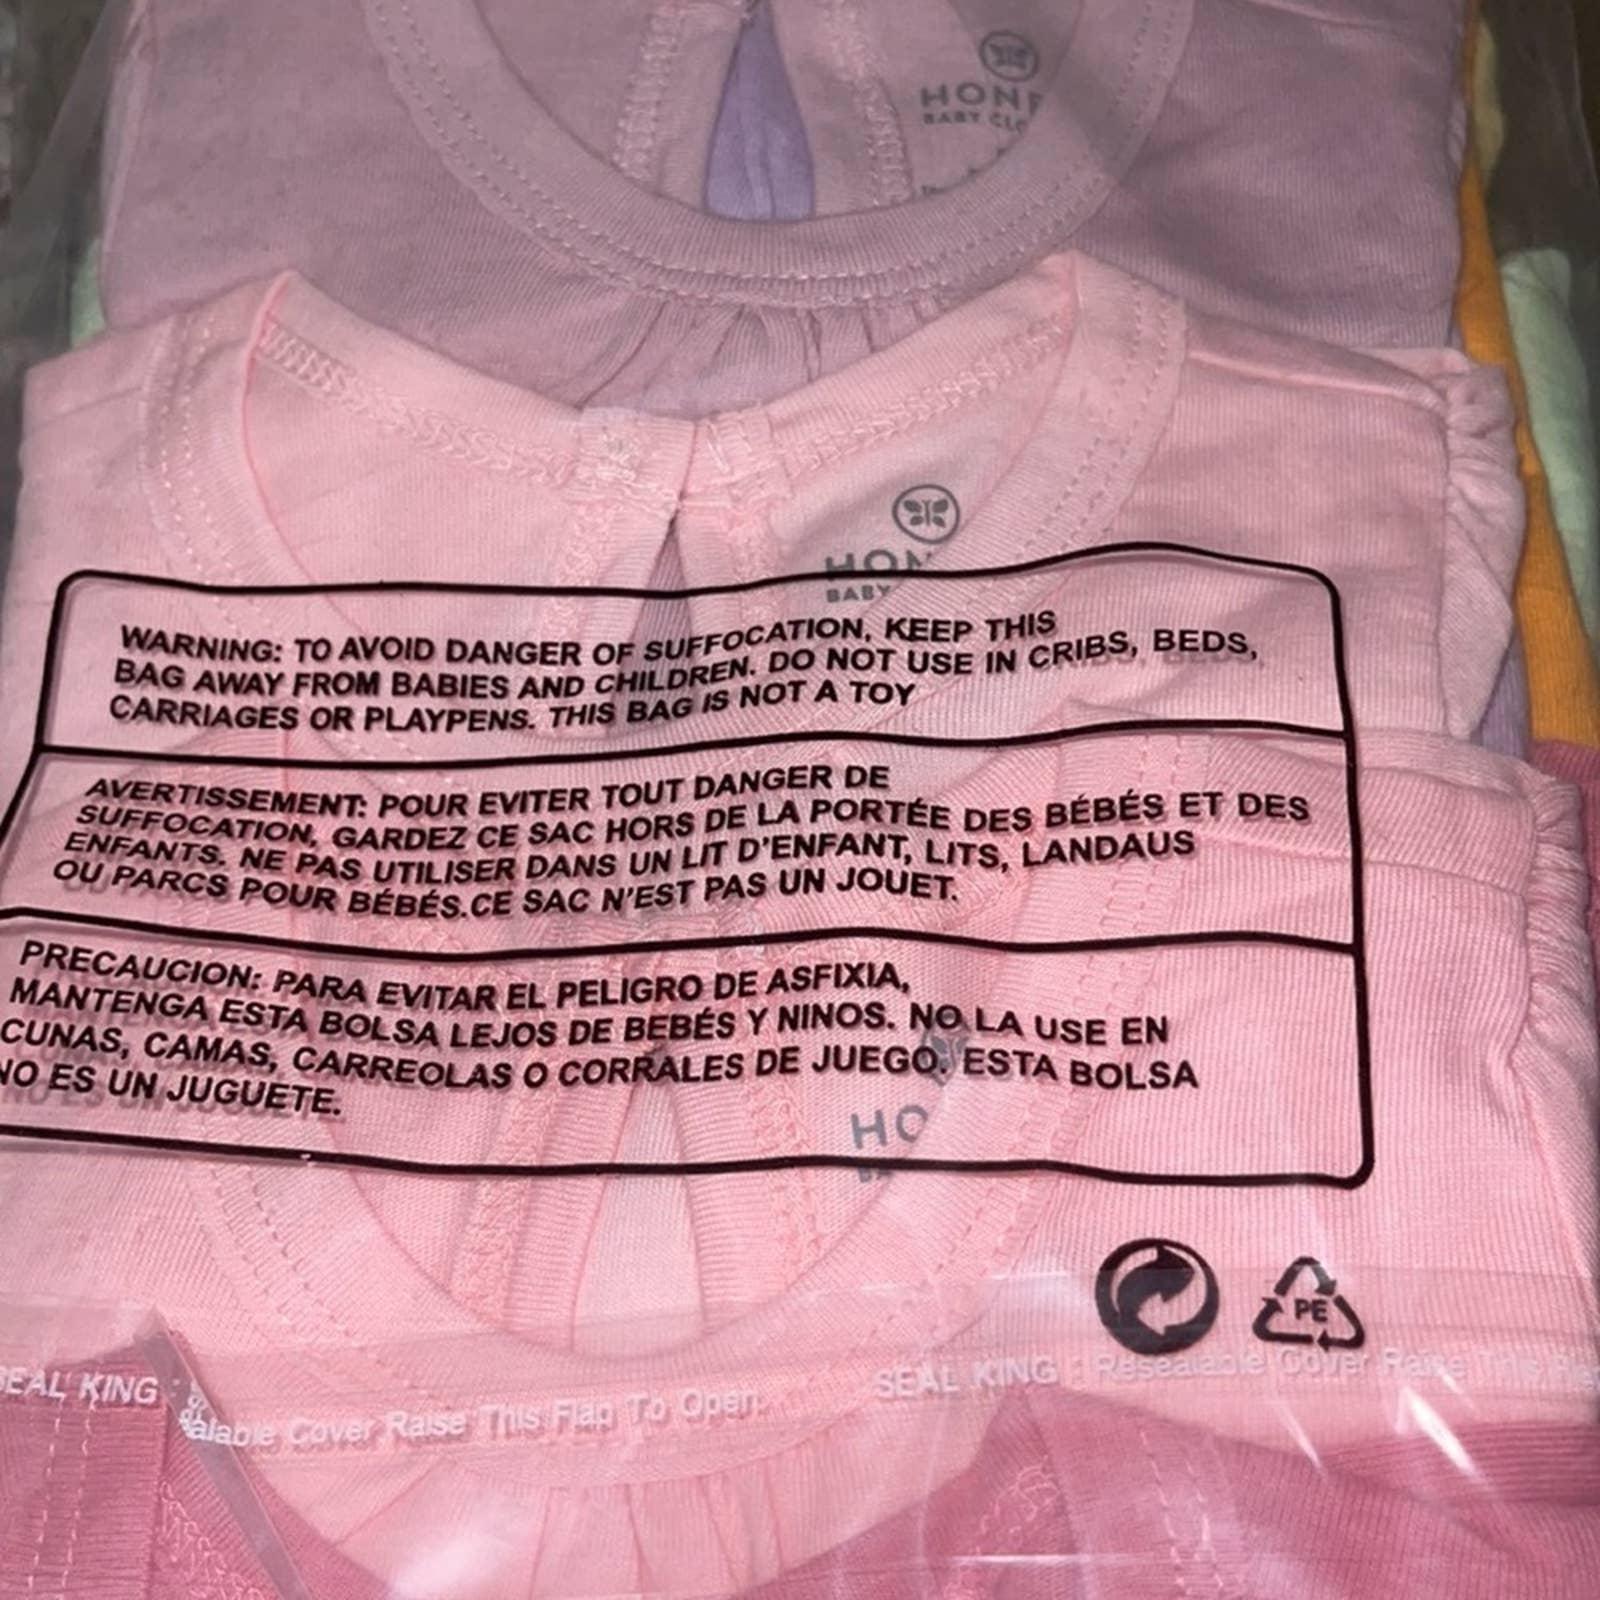 HON
BABY CLO
HON
BABY
WARNING: TO AVOID DANGER OF SUFFOCATION, KEEP THIS
BAG AWAY FROM BABIES AND CHILDREN. DO NOT USE IN CRIBS, BEDS,
CARRIAGES OR PLAYPENS. THIS BAG IS NOT A TOY
AVERTISSEMENT: POUR EVITER TOUT DANGER DE
SUFFOCATION, GARDEZ CE SAC HORS DE LA PORTÉE DES BÉBÉS ET DES
ENFANTS. NE PAS UTILISER DANS UN LIT D'ENFANT, LITS, LANDAUS
OU PARCS POUR BÉBÉS.CE SAC N'EST PAS UN JOUET.
PRECAUCION: PARA EVITAR EL PELIGRO DE ASFIXIA,
MANTENGA ESTA BOLSA LEJOS DE BEBÉS Y NINOS. NO LA USE EN
CUNAS, CAMAS, CARREOLAS O CORRALES DE JUEGO. ESTA BOLSA
NO ES UN JUGUETE.
HO
PE
SEAL KING : Resealable Cover Raise This
SEAL KING : alable Cover Raise This Flap To Open.